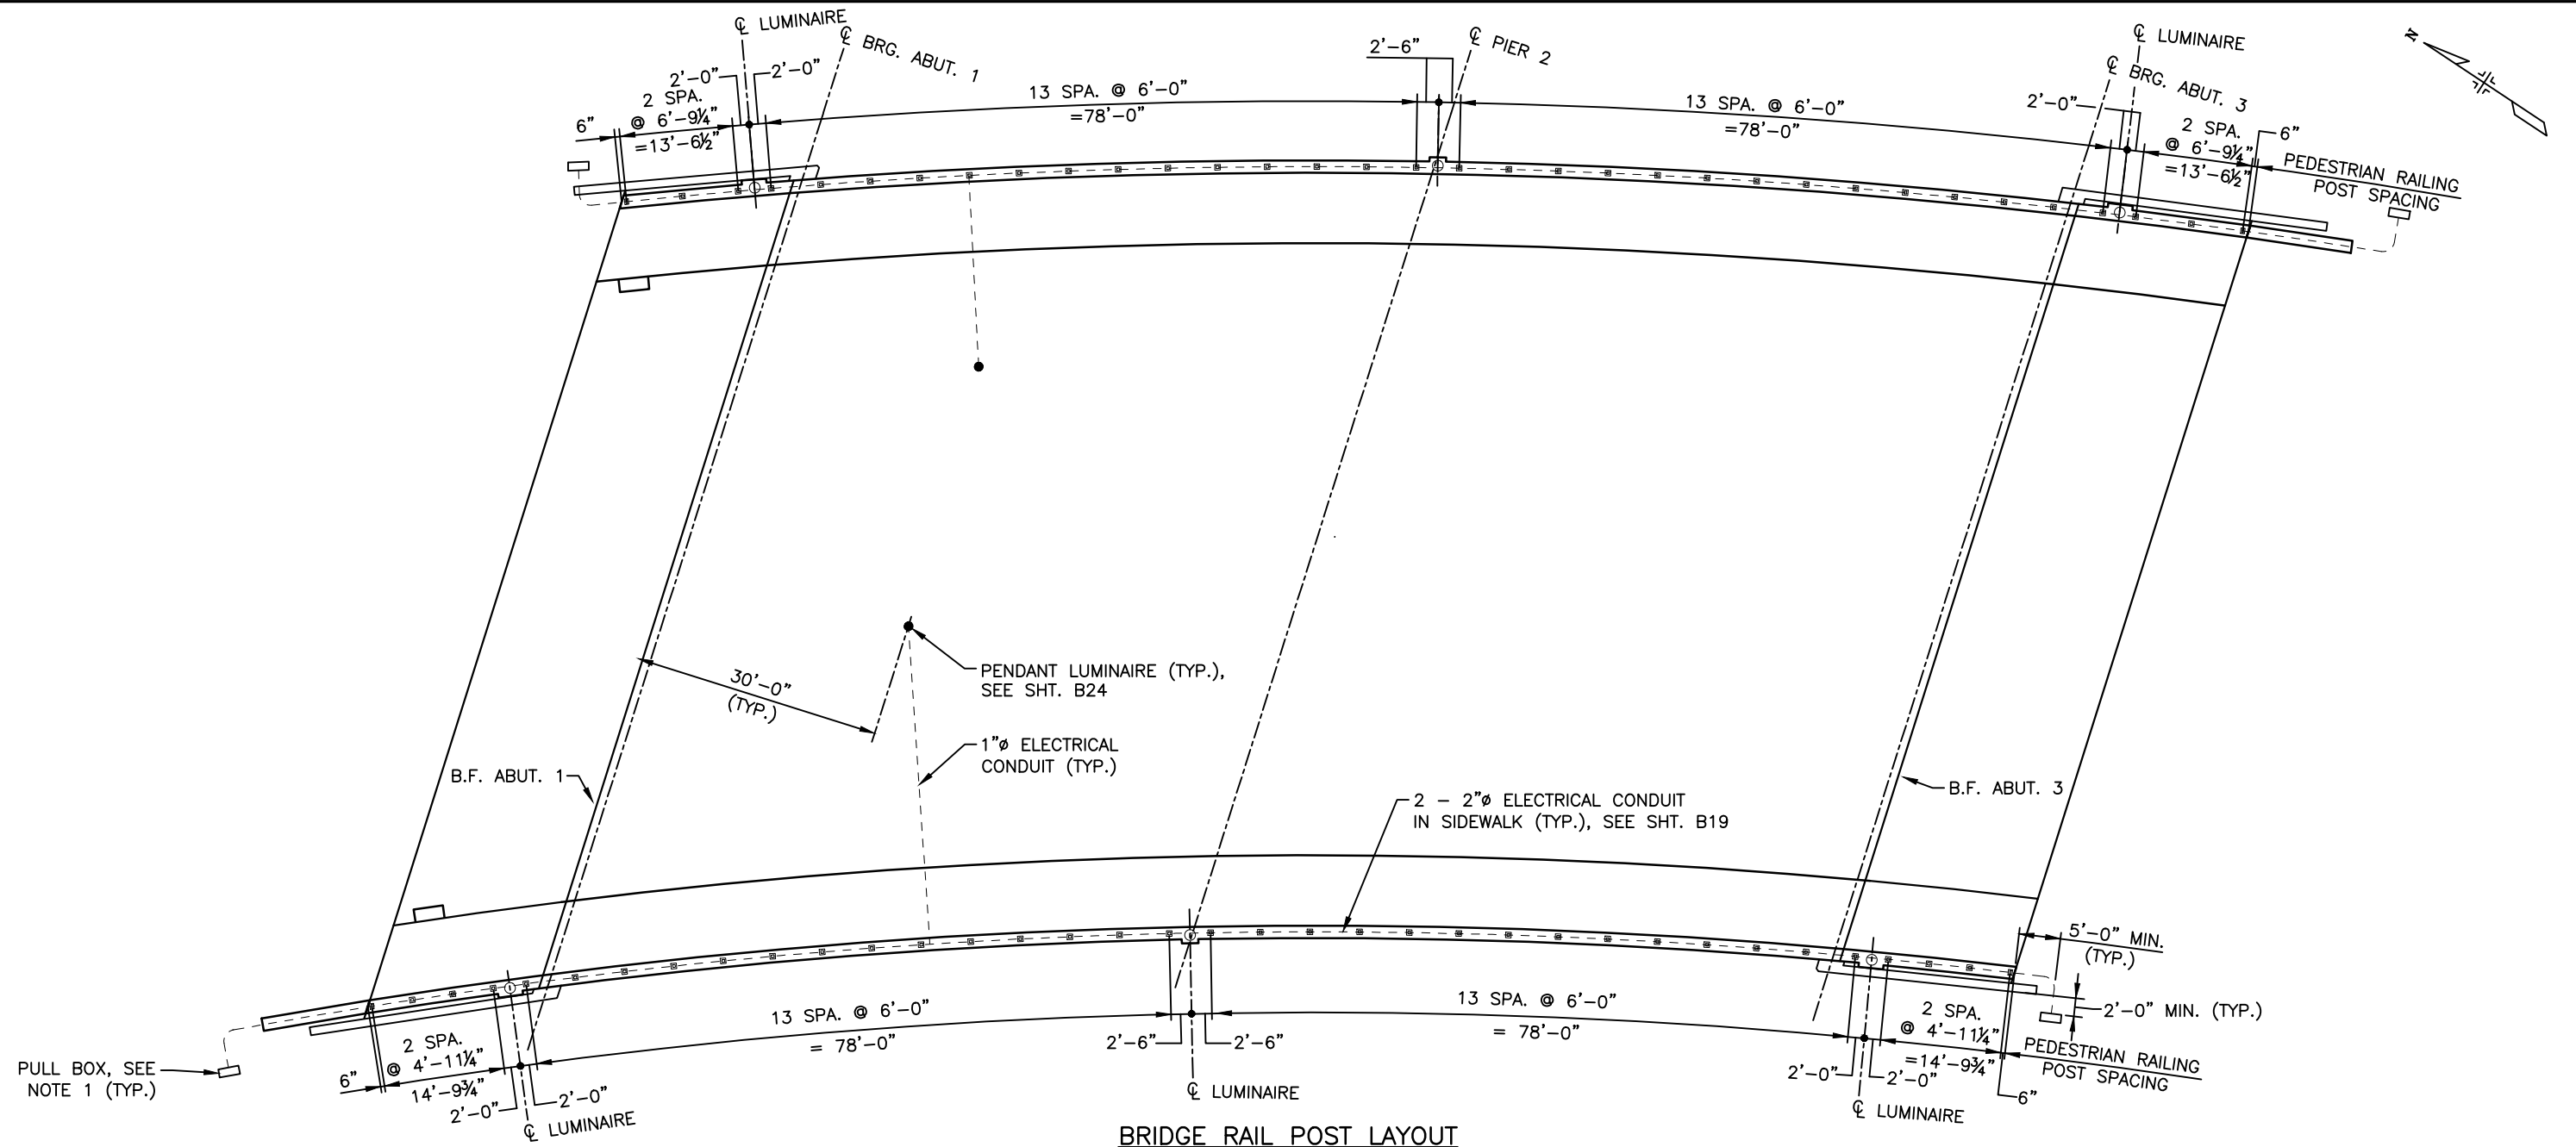 ℄ LUMINAIRE
℄ BRG. ABUT. 1
2'-0"
2'-0"
2 SPA.
@ 6'-9¼"
=13'-6½"
6"
13 SPA. @ 6'-0"
=78'-0"
2'-6"
℄ PIER 2
13 SPA. @ 6'-0"
=78'-0"
℄ LUMINAIRE
℄ BRG. ABUT. 3
2'-0"
2 SPA.
@ 6'-9¼"
=13'-6½"
6"
PEDESTRIAN RAILING
POST SPACING
N
30'-0"
(TYP.)
PENDANT LUMINAIRE (TYP.),
SEE SHT. B24
1"ø ELECTRICAL
CONDUIT (TYP.)
B.F. ABUT. 1
2 - 2"ø ELECTRICAL CONDUIT
IN SIDEWALK (TYP.), SEE SHT. B19
B.F. ABUT. 3
PULL BOX, SEE
NOTE 1 (TYP.)
6"
2 SPA.
@ 4'-11¼"
14'-9¾"
2'-0"
2'-0"
℄ LUMINAIRE
13 SPA. @ 6'-0"
= 78'-0"
2'-6"
2'-6"
℄ LUMINAIRE
13 SPA. @ 6'-0"
= 78'-0"
2'-0"
2'-0"
℄ LUMINAIRE
2 SPA.
@ 4'-11¼"
=14'-9¾"
6"
5'-0" MIN.
(TYP.)
2'-0" MIN. (TYP.)
PEDESTRIAN RAILING
POST SPACING
BRIDGE RAIL POST LAYOUT